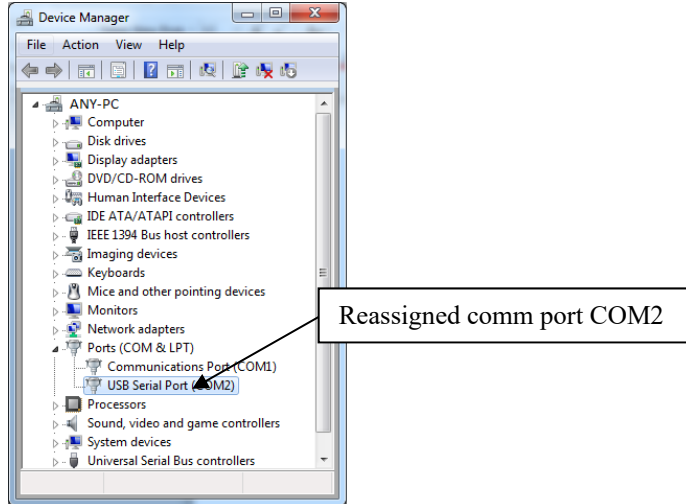 Device Manager
File Action View Help
ANY-PC
Computer
Disk drives
Display adapters
DVD/CD-ROM drives
Human Interface Devices
IDE ATA/ATAPI controllers
IEEE 1394 Bus host controllers
Imaging devices
Keyboards
Mice and other pointing devices
Monitors
Network adapters
Reassigned comm port COM2
Ports (COM & LPT)
Communications Port (COM1)
USB Serial Port (COM2)
Processors
Sound, video and game controllers
System devices
Universal Serial Bus controllers